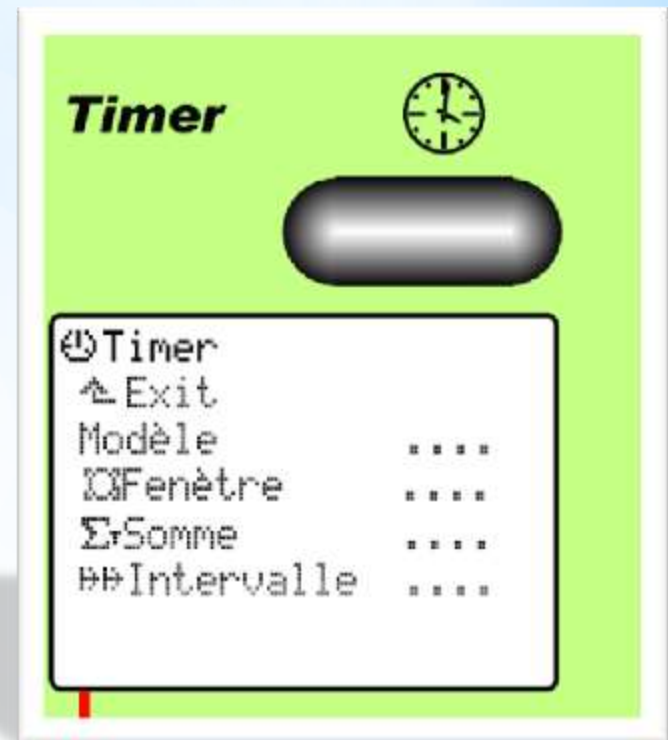 Timer
Timer
Exit
Modèle ....
Fenètre ....
Σ Somme ....
Intervalle ....